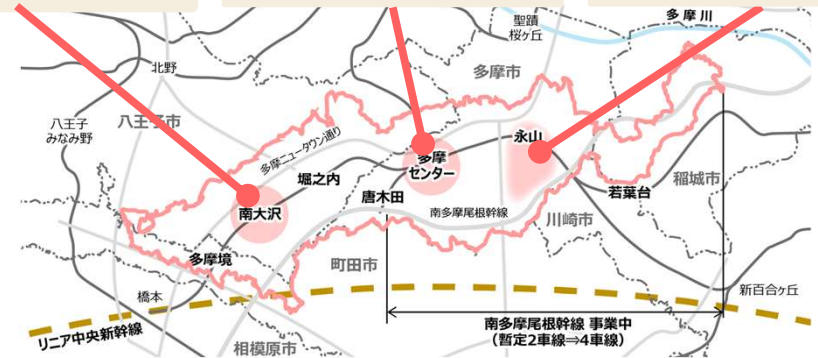 多摩川
聖蹟
桜ヶ丘
北野
多摩市
八王子
みなみ野
八王子市
多摩ニュータウン通り
永山
多摩
センター
堀之内
唐木田
若葉台
稲城市
南大沢
南多摩尾根幹線
川崎市
多摩境
町田市
橋本
新百合ヶ丘
リニア中央新幹線
南多摩尾根幹線 事業中
（暫定2車線⇒4車線）
相模原市